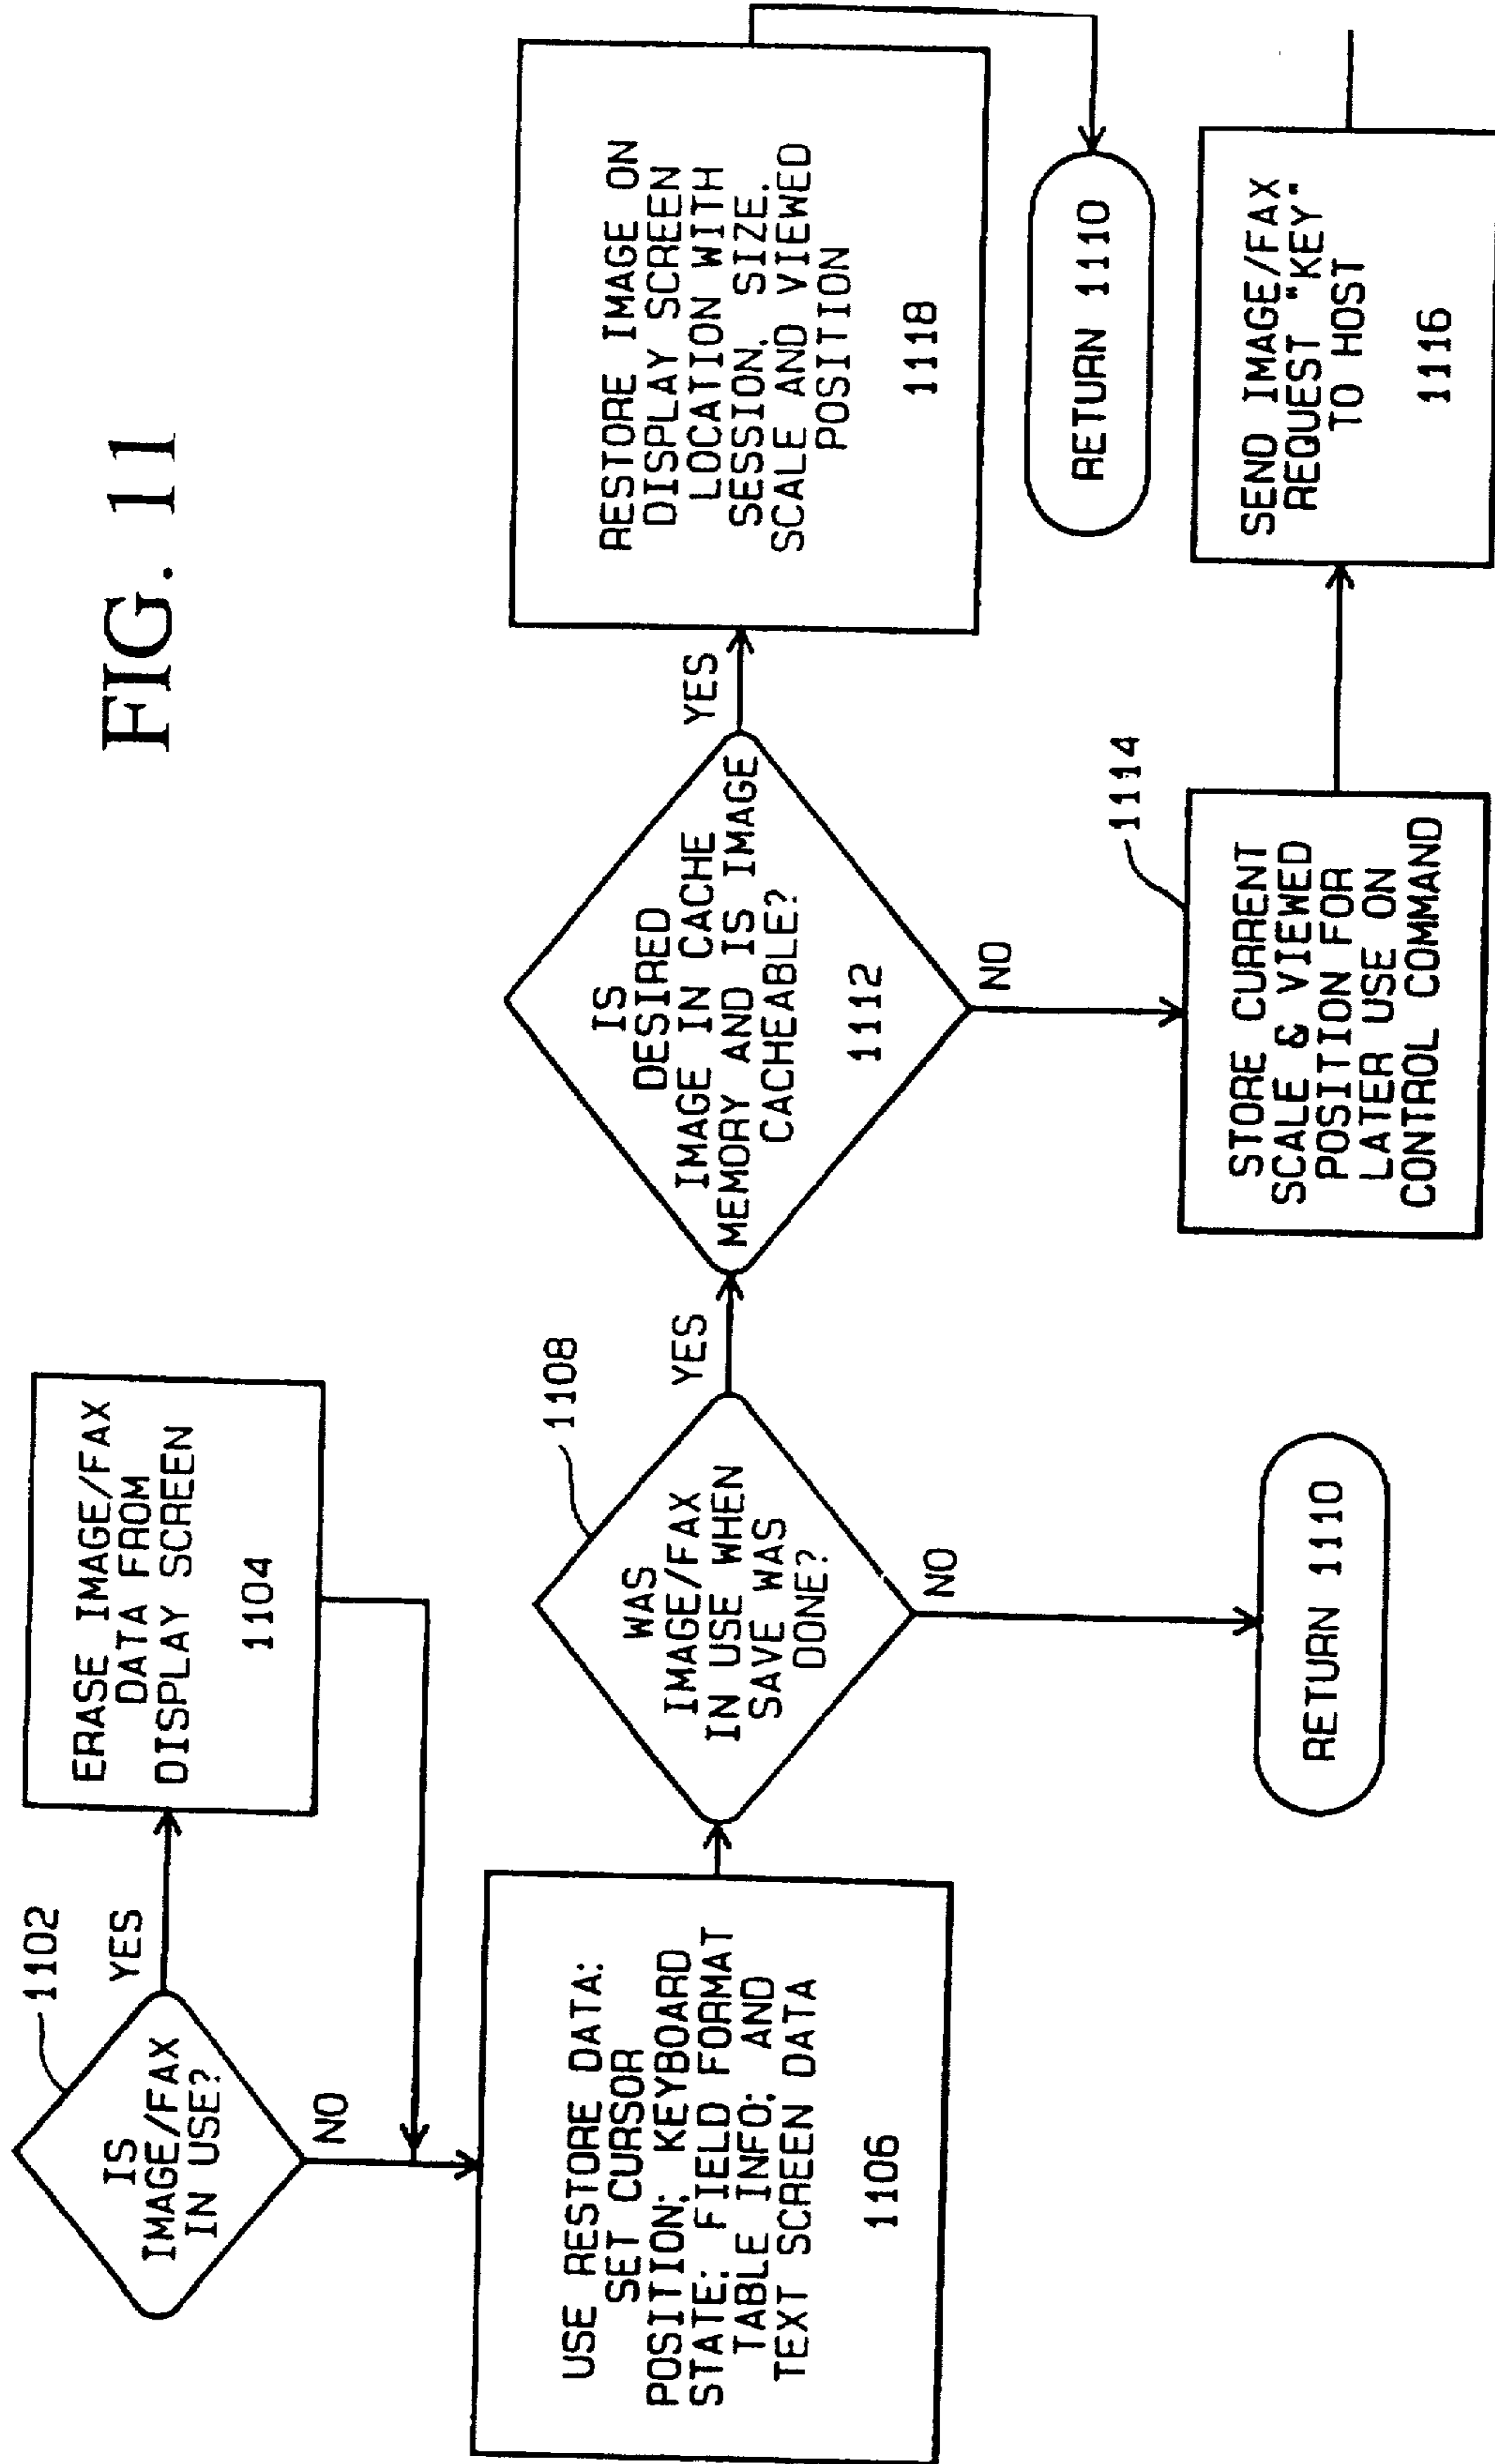 FIG. 11
1102
IS
IMAGE/FAX
IN USE?
YES
NO
ERASE IMAGE/FAX
DATA FROM
DISPLAY SCREEN
1104
USE RESTORE DATA:
SET CURSOR
POSITION; KEYBOARD
STATE; FIELD FORMAT
TABLE INFO; AND
TEXT SCREEN DATA
1106
1108
WAS
IMAGE/FAX
IN USE WHEN
SAVE WAS
DONE?
YES
NO
RETURN 1110
IS
DESIRED
IMAGE IN CACHE
MEMORY AND IS IMAGE
CACHEABLE?
1112
YES
NO
RESTORE IMAGE ON
DISPLAY SCREEN
LOCATION WITH
SESSION, SIZE,
SCALE AND VIEWED
POSITION
1118
RETURN 1110
1114
STORE CURRENT
SCALE & VIEWED
POSITION FOR
LATER USE ON
CONTROL COMMAND
SEND IMAGE/FAX
REQUEST "KEY"
TO HOST
1116